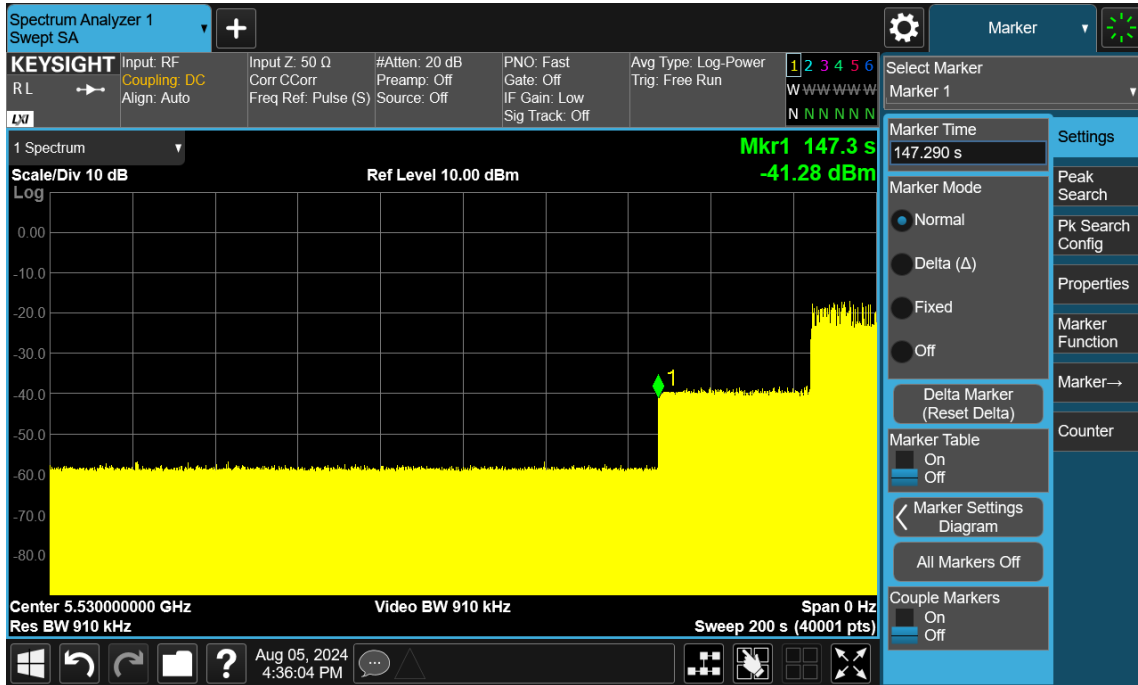 Spectrum Analyzer 1
Swept SA
+
Marker
KEYSIGHT
R L
LXI
Input: RF
Coupling: DC
Align: Auto
Input Z: 50 Ω
Corr CCorr
Freq Ref: Pulse (S)
#Atten: 20 dB
Preamp: Off
Source: Off
PNO: Fast
Gate: Off
IF Gain: Low
Sig Track: Off
Avg Type: Log-Power
Trig: Free Run
1 2 3 4 5 6
W W W W W W
N N N N N N
Select Marker
Marker 1
1 Spectrum
Mkr1 147.3 s
-41.28 dBm
Scale/Div 10 dB
Ref Level 10.00 dBm
Log
0.00
-10.0
-20.0
-30.0
-40.0
-50.0
-60.0
-70.0
-80.0
1
Center 5.530000000 GHz
Video BW 910 kHz
Span 0 Hz
Res BW 910 kHz
Sweep 200 s (40001 pts)
Marker Time
147.290 s
Marker Mode
Normal
Delta (Δ)
Fixed
Off
Delta Marker
(Reset Delta)
Marker Table
On
Off
Marker Settings
Diagram
All Markers Off
Couple Markers
On
Off
Settings
Peak
Search
Pk Search
Config
Properties
Marker
Function
Marker→
Counter
?
Aug 05, 2024
4:36:04 PM